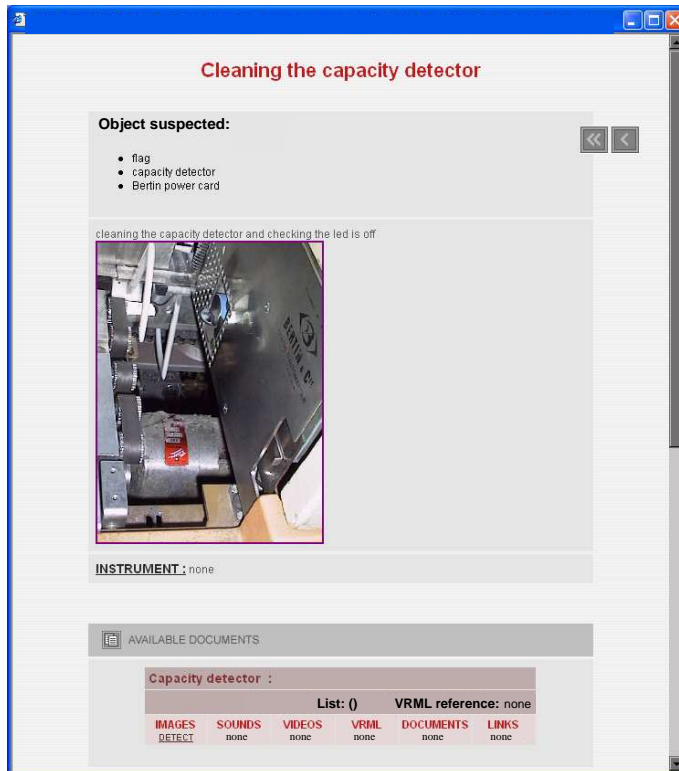 Cleaning the capacity detector
Object suspected:
flag
capacity detector
Bertin power card
cleaning the capacity detector and checking the led is off
BERTIN & Cie
INSTRUMENT : none
AVAILABLE DOCUMENTS
Capacity detector :
List: () VRML reference: none
IMAGES SOUNDS VIDEOS VRML DOCUMENTS LINKS
DETECT none none none none none